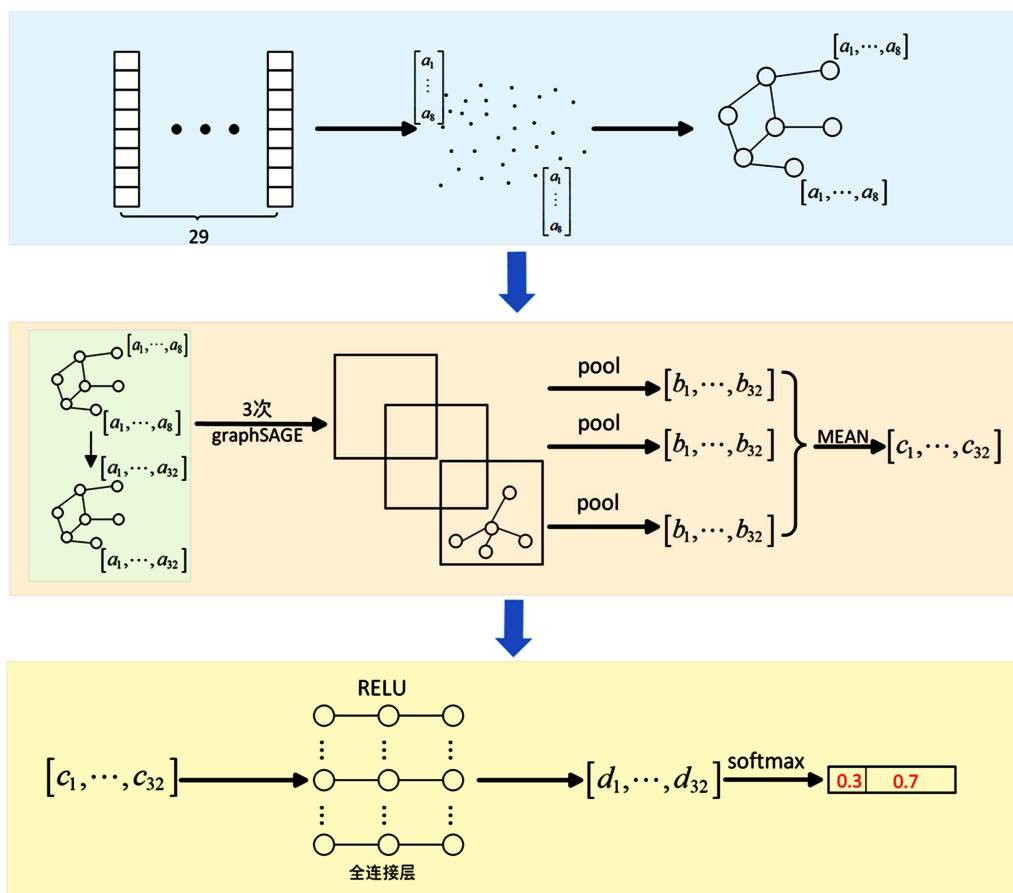 [a₁
⋮
a₈]
[a₁,⋯,a₈]
[a₁
⋮
a₈]
[a₁,⋯,a₈]
29
[a₁,⋯,a₈]
[a₁,⋯,a₈]
[a₁,⋯,a₃₂]
[a₁,⋯,a₃₂]
3次
graphSAGE
pool
[b₁,⋯,b₃₂]
pool
[b₁,⋯,b₃₂]
pool
[b₁,⋯,b₃₂]
MEAN
[c₁,⋯,c₃₂]
RELU
[c₁,⋯,c₃₂]
全连接层
[d₁,⋯,d₃₂]
softmax
0.3 0.7